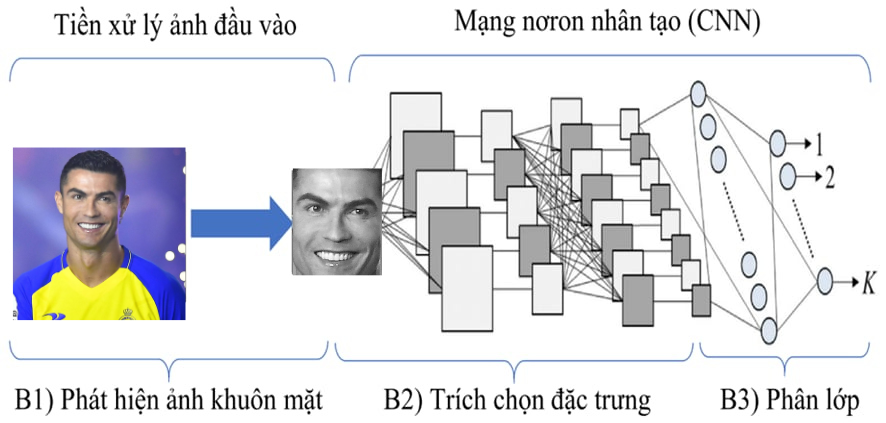 Tiền xử lý ảnh đầu vào
Mạng nơron nhân tạo (CNN)
1
2
K
B1) Phát hiện ảnh khuôn mặt
B2) Trích chọn đặc trưng
B3) Phân lớp